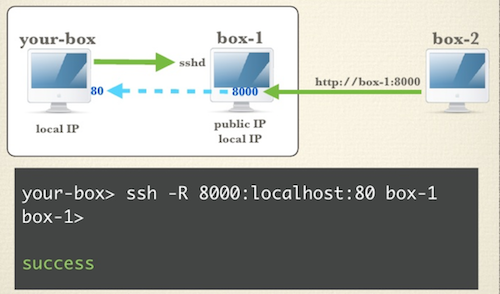 your-box
box-1
box-2
sshd
http://box-1:8000
80
8000
local IP
public IP
local IP
your-box> ssh -R 8000:localhost:80 box-1
box-1>
success